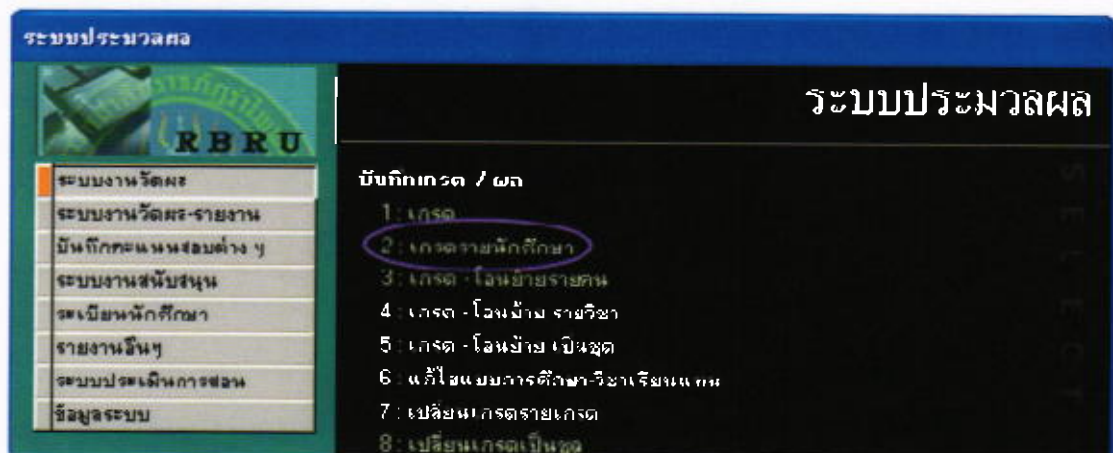 ระบบประมวลผล
RBRU
ระบบประมวลผล
ระบบงานวัดผล
ระบบงานวัดผล-รายงาน
บันทึกคะแนนสอบต่าง ๆ
ระบบงานสนับสนุน
ระเบียนนักศึกษา
รายงานอื่นๆ
ระบบประเมินการสอน
ข้อมูลระบบ
บันทึกเกรด / ผล
1 : เกรด
2 : เกรดรายนักศึกษา
3 : เกรด - โอนย้ายรายคน
4 : เกรด - โอนย้าย รายวิชา
5 : เกรด - โอนย้าย เป็นชุด
6 : แก้ไขแบบการศึกษา-วิชาเรียนแทน
7 : เปลี่ยนเกรดรายเกรด
8 : เปลี่ยนเกรดเป็นชุด
SELECT